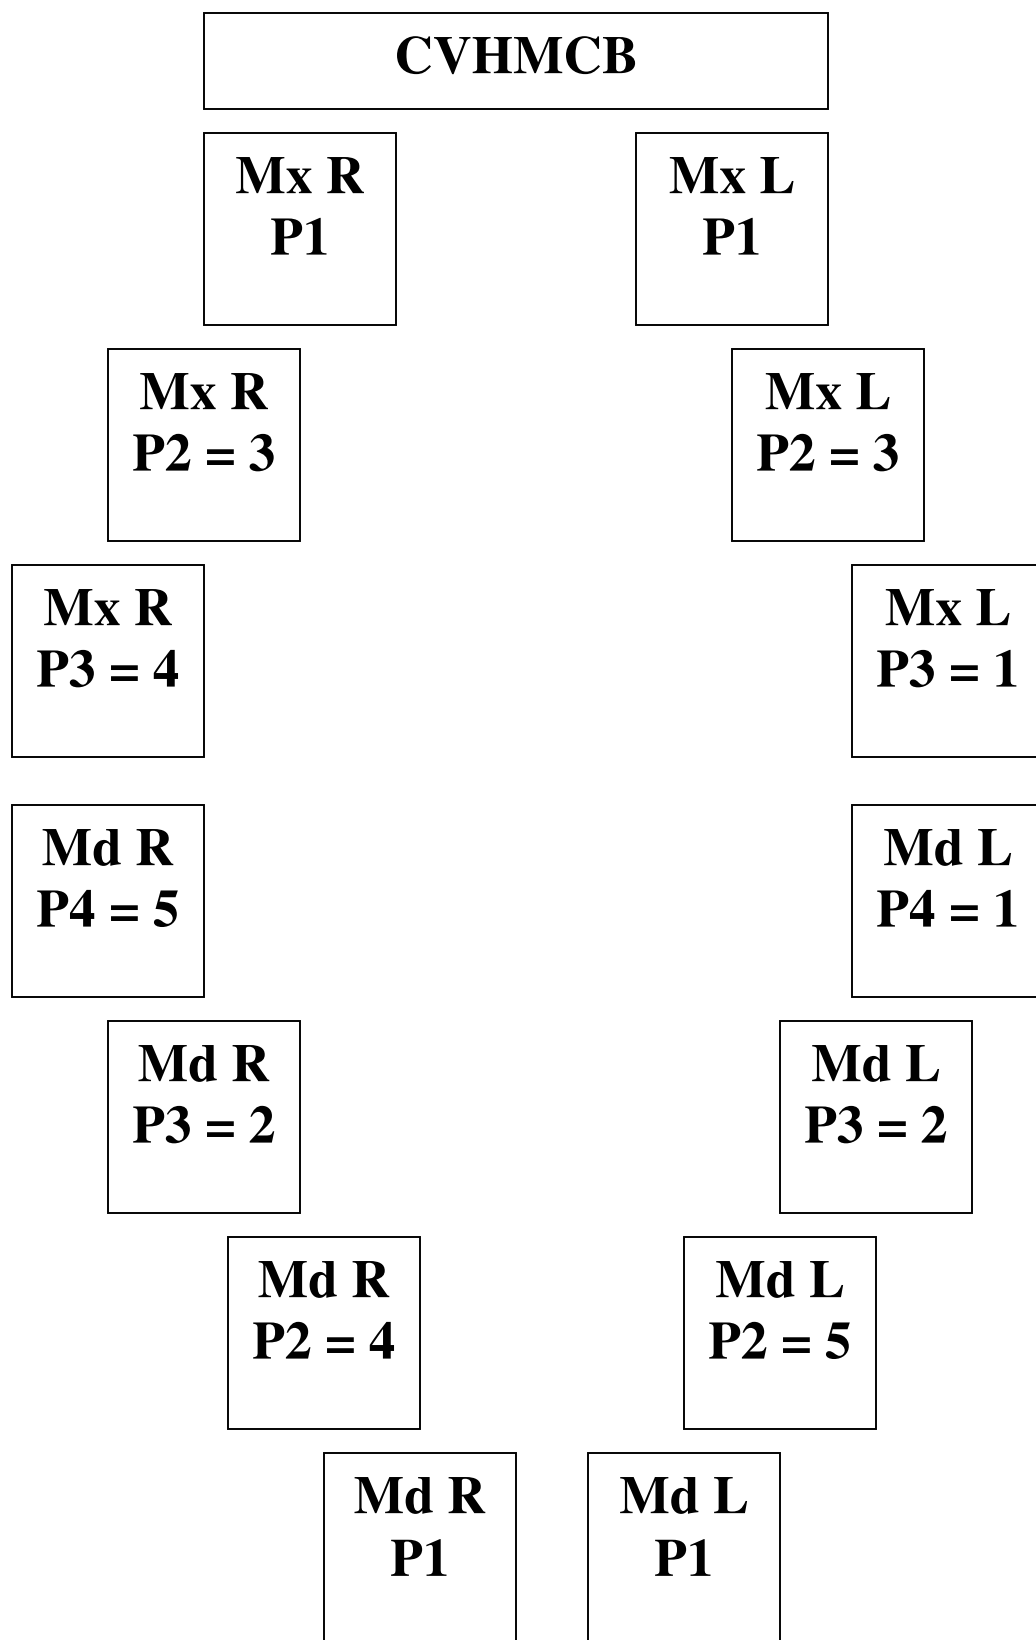 CVHMCB
Mx R
P1
Mx L
P1
Mx R
P2 = 3
Mx L
P2 = 3
Mx R
P3 = 4
Mx L
P3 = 1
Md R
P4 = 5
Md L
P4 = 1
Md R
P3 = 2
Md L
P3 = 2
Md R
P2 = 4
Md L
P2 = 5
Md R
P1
Md L
P1